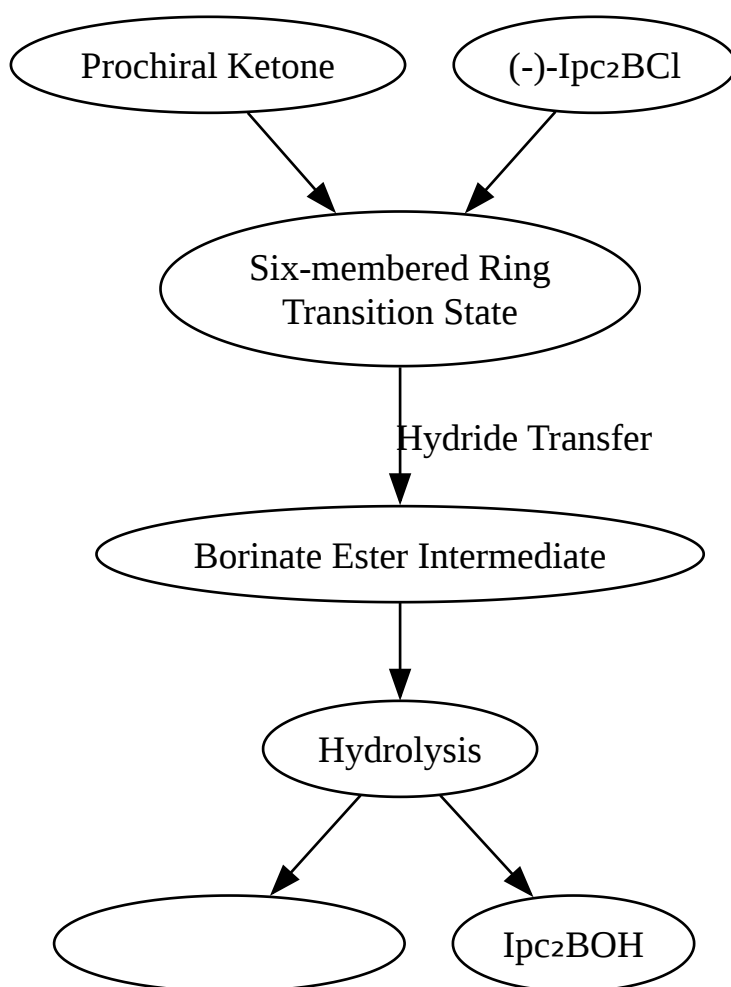 Prochiral Ketone
(-)-Ipc₂BCl
Six-membered Ring
Transition State
Hydride Transfer
Borinate Ester Intermediate
Hydrolysis
Ipc₂BOH